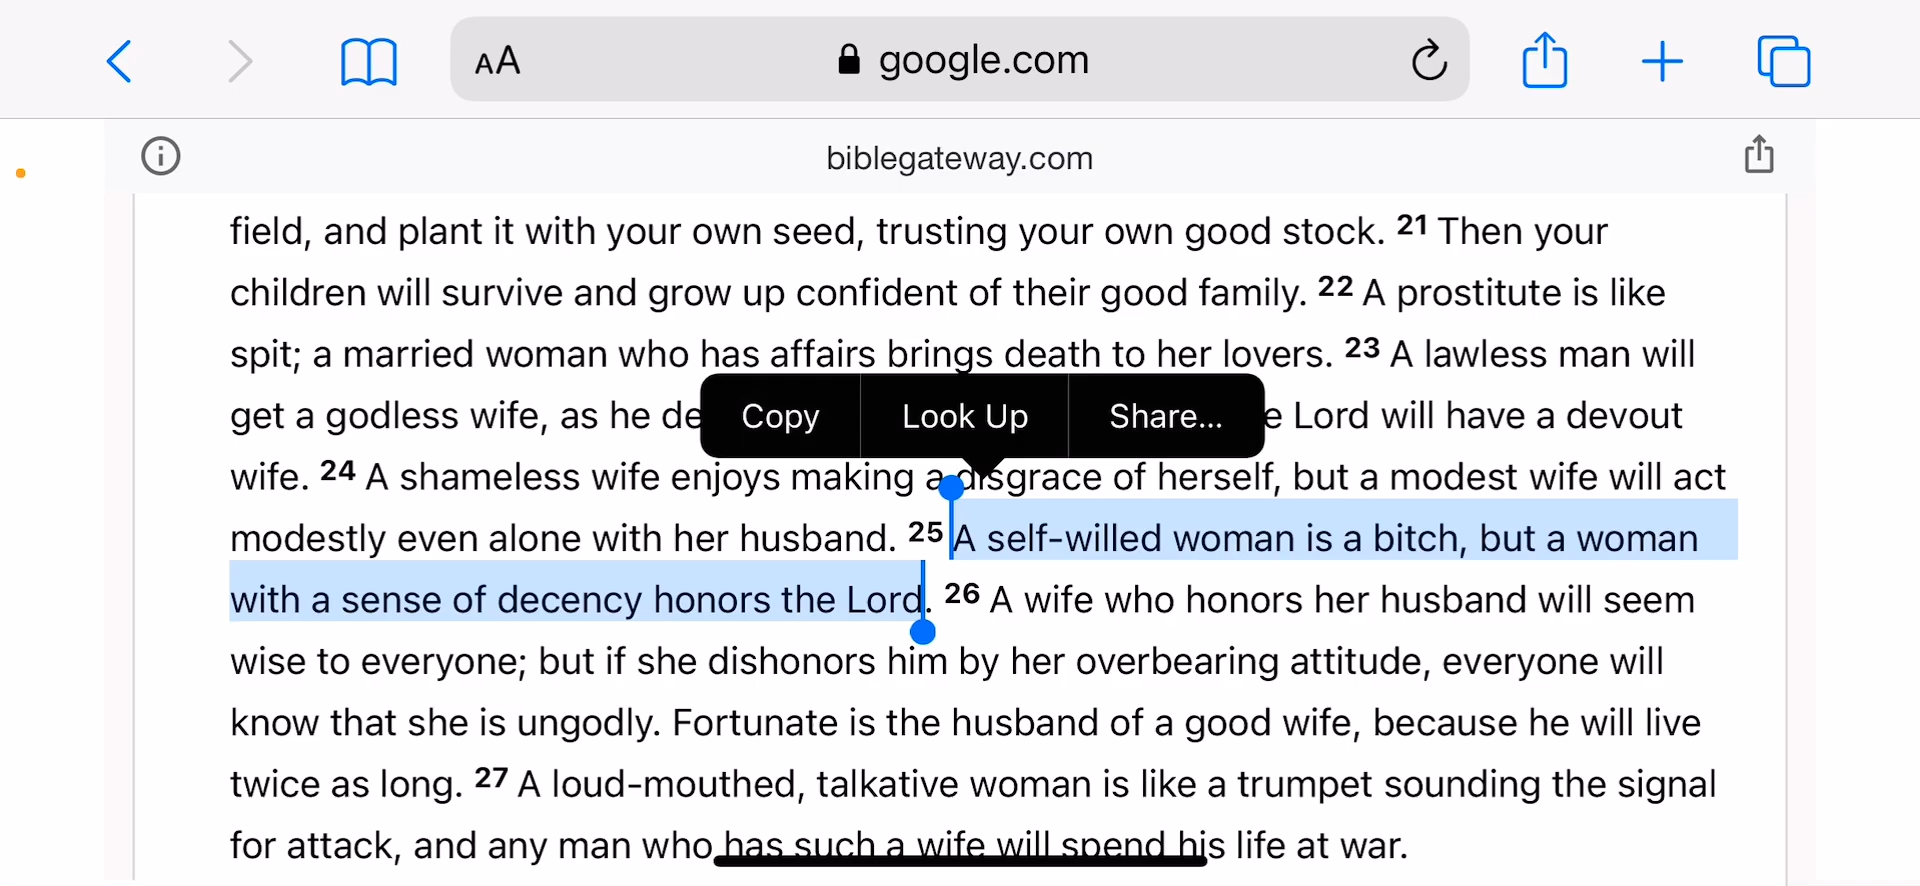 AA google.com
biblegateway.com
field, and plant it with your own seed, trusting your own good stock. 21 Then your
children will survive and grow up confident of their good family. 22 A prostitute is like
spit; a married woman who has affairs brings death to her lovers. 23 A lawless man will
get a godless wife, as he de Copy Look Up Share... e Lord will have a devout
wife. 24 A shameless wife enjoys making a disgrace of herself, but a modest wife will act
modestly even alone with her husband. 25 A self-willed woman is a bitch, but a woman
with a sense of decency honors the Lord. 26 A wife who honors her husband will seem
wise to everyone; but if she dishonors him by her overbearing attitude, everyone will
know that she is ungodly. Fortunate is the husband of a good wife, because he will live
twice as long. 27 A loud-mouthed, talkative woman is like a trumpet sounding the signal
for attack, and any man who has such a wife will spend his life at war.